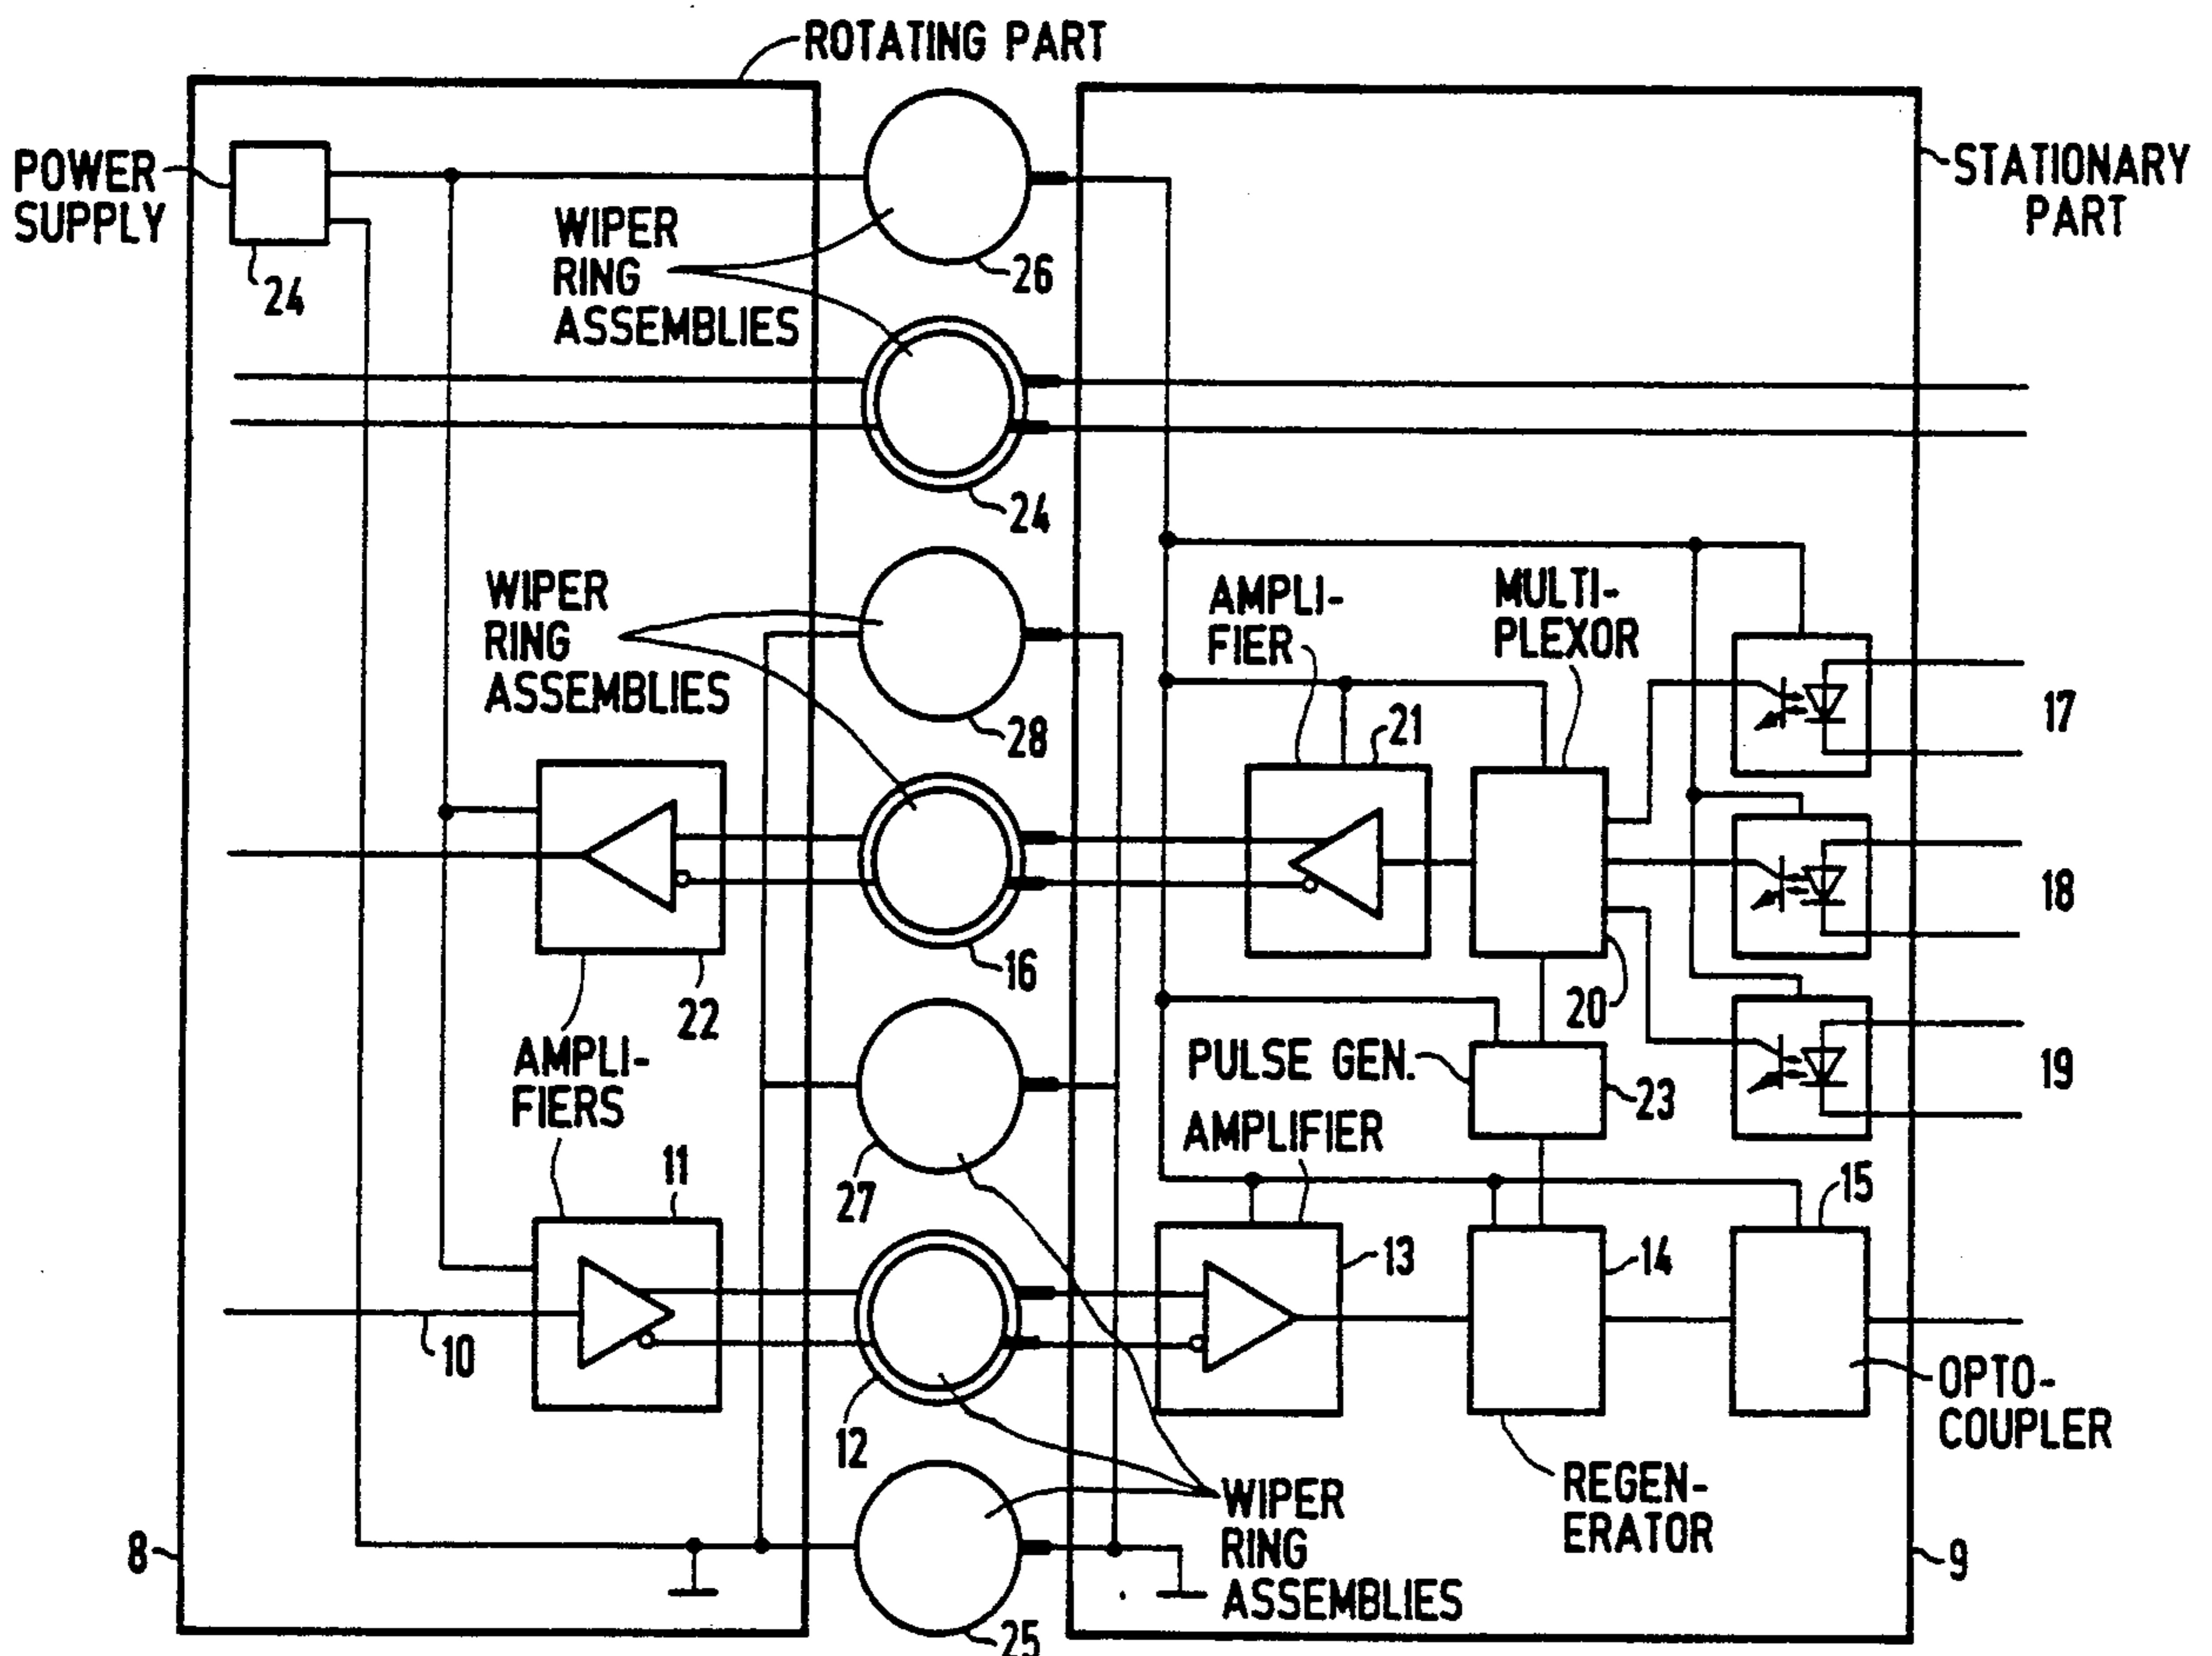 ROTATING PART
POWER
SUPPLY
24
WIPER
RING
ASSEMBLIES
26
STATIONARY
PART
24
WIPER
RING
ASSEMBLIES
28
AMPLI-
FIER
21
MULTI-
PLEXOR
17
18
19
22
16
20
AMPLI-
FIERS
PULSE GEN.
23
AMPLIFIER
27
11
13
14
15
10
12
OPTO-
COUPLER
REGEN-
ERATOR
WIPER
RING
ASSEMBLIES
8
9
25